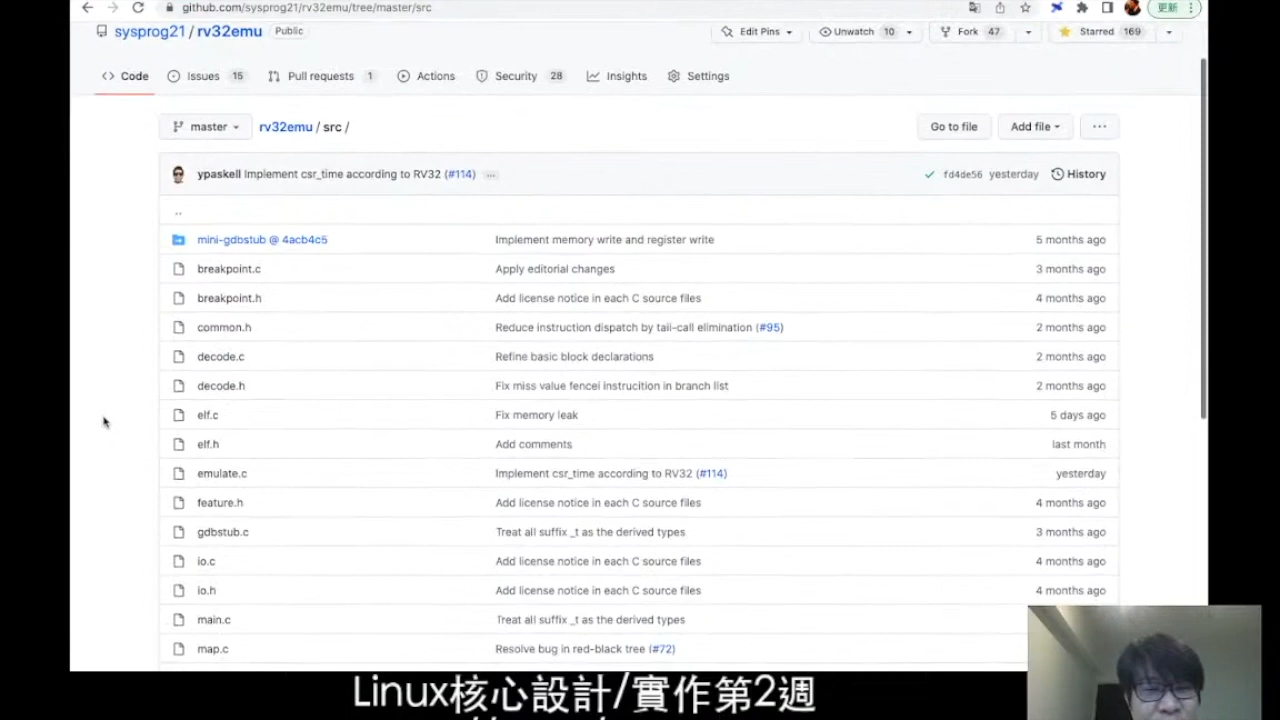 github.com/sysprog21/rv32emu/tree/master/src
更新
sysprog21 / rv32emu Public
Edit Pins Unwatch 10 Fork 47 Starred 169
Code Issues 15 Pull requests 1 Actions Security 28 Insights Settings
master rv32emu / src / Go to file Add file ...
ypaskell Implement csr_time according to RV32 (#114) ... fd4de56 yesterday History
..
mini-gdbstub @ 4acb4c5 Implement memory write and register write 5 months ago
breakpoint.c Apply editorial changes 3 months ago
breakpoint.h Add license notice in each C source files 4 months ago
common.h Reduce instruction dispatch by tail-call elimination (#95) 2 months ago
decode.c Refine basic block declarations 2 months ago
decode.h Fix miss value fencei instrucition in branch list 2 months ago
elf.c Fix memory leak 5 days ago
elf.h Add comments last month
emulate.c Implement csr_time according to RV32 (#114) yesterday
feature.h Add license notice in each C source files 4 months ago
gdbstub.c Treat all suffix _t as the derived types 3 months ago
io.c Add license notice in each C source files 4 months ago
io.h Add license notice in each C source files 4 months ago
main.c Treat all suffix _t as the derived types
map.c Resolve bug in red-black tree (#72)
Linux核心設計/實作第2週